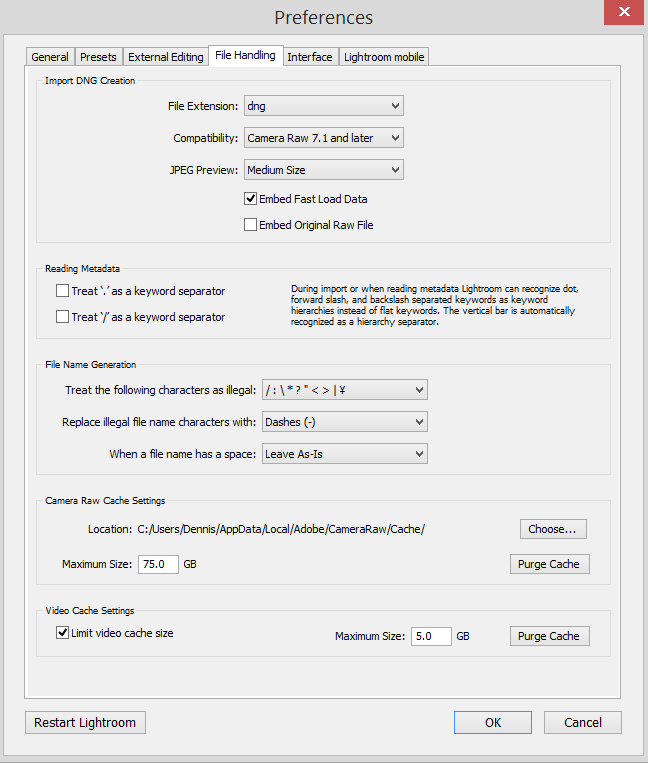 Preferences
General Presets External Editing File Handling Interface Lightroom mobile
Import DNG Creation
File Extension: dng
Compatibility: Camera Raw 7.1 and later
JPEG Preview: Medium Size
Embed Fast Load Data
Embed Original Raw File
Reading Metadata
Treat ‘.’ as a keyword separator
Treat ‘/’ as a keyword separator
During import or when reading metadata Lightroom can recognize dot,
forward slash, and backslash separated keywords as keyword
hierarchies instead of flat keywords. The vertical bar is automatically
recognized as a hierarchy separator.
File Name Generation
Treat the following characters as illegal: / : \ * ? " < > | ¥
Replace illegal file name characters with: Dashes (-)
When a file name has a space: Leave As-Is
Camera Raw Cache Settings
Location: C:/Users/Dennis/AppData/Local/Adobe/CameraRaw/Cache/ Choose...
Maximum Size: 75.0 GB Purge Cache
Video Cache Settings
Limit video cache size Maximum Size: 5.0 GB Purge Cache
Restart Lightroom OK Cancel